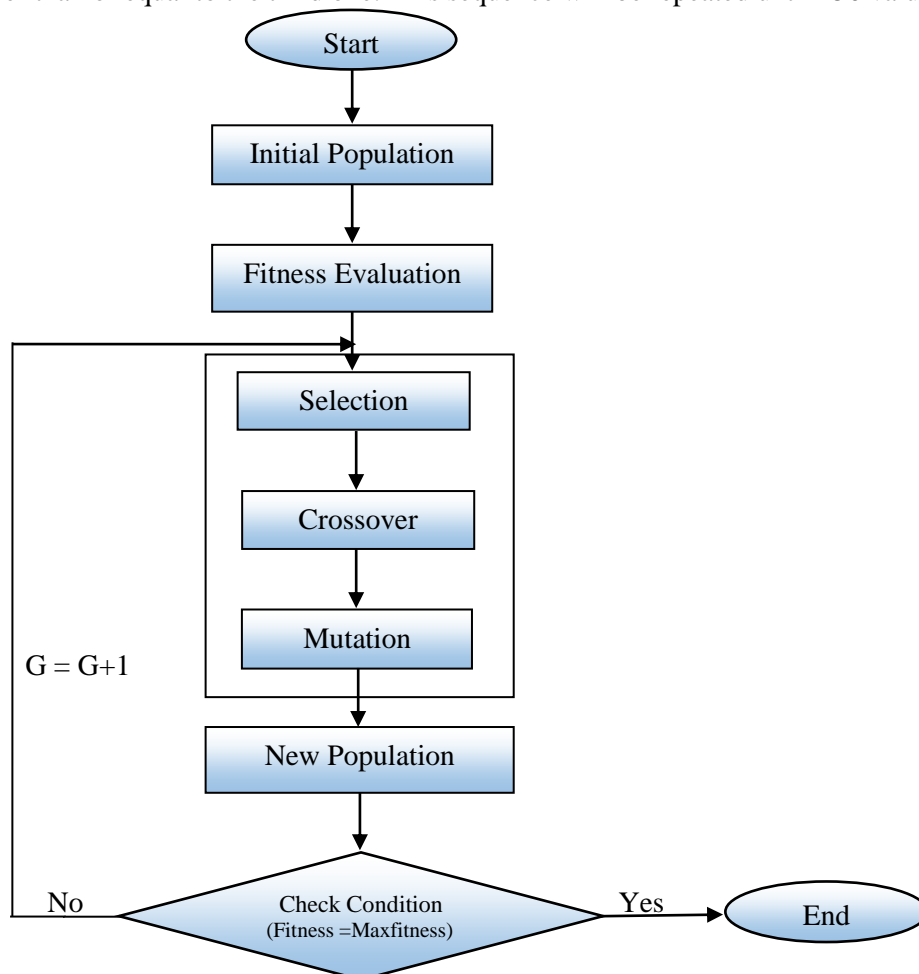 Start
Initial Population
Fitness Evaluation
Selection
Crossover
Mutation
G = G+1
New Population
No
Check Condition
(Fitness =Maxfitness)
Yes
End